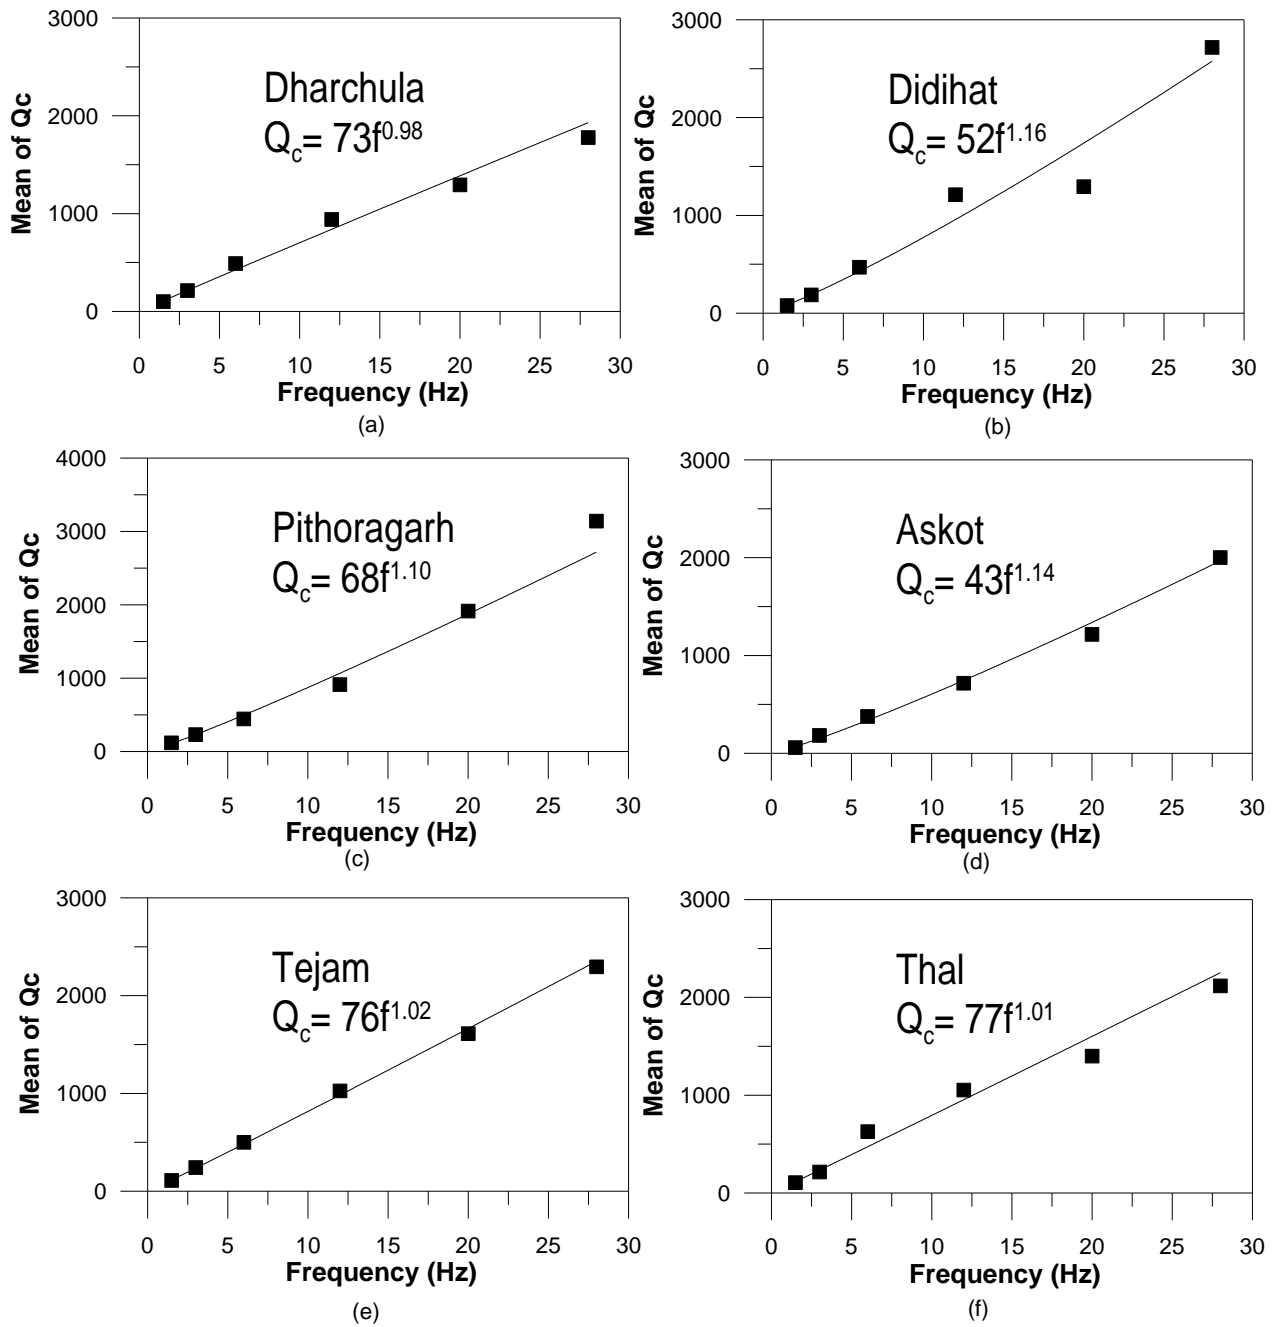 3000
2000
1000
0
Mean of Qc
Dharchula
Qc= 73f0.98
0 5 10 15 20 25 30
Frequency (Hz)
(a)
3000
2000
1000
0
Mean of Qc
Didihat
Qc= 52f1.16
0 5 10 15 20 25 30
Frequency (Hz)
(b)
4000
3000
2000
1000
0
Mean of Qc
Pithoragarh
Qc= 68f1.10
0 5 10 15 20 25 30
Frequency (Hz)
(c)
3000
2000
1000
0
Mean of Qc
Askot
Qc= 43f1.14
0 5 10 15 20 25 30
Frequency (Hz)
(d)
3000
2000
1000
0
Mean of Qc
Tejam
Qc= 76f1.02
0 5 10 15 20 25 30
Frequency (Hz)
(e)
3000
2000
1000
0
Mean of Qc
Thal
Qc= 77f1.01
0 5 10 15 20 25 30
Frequency (Hz)
(f)